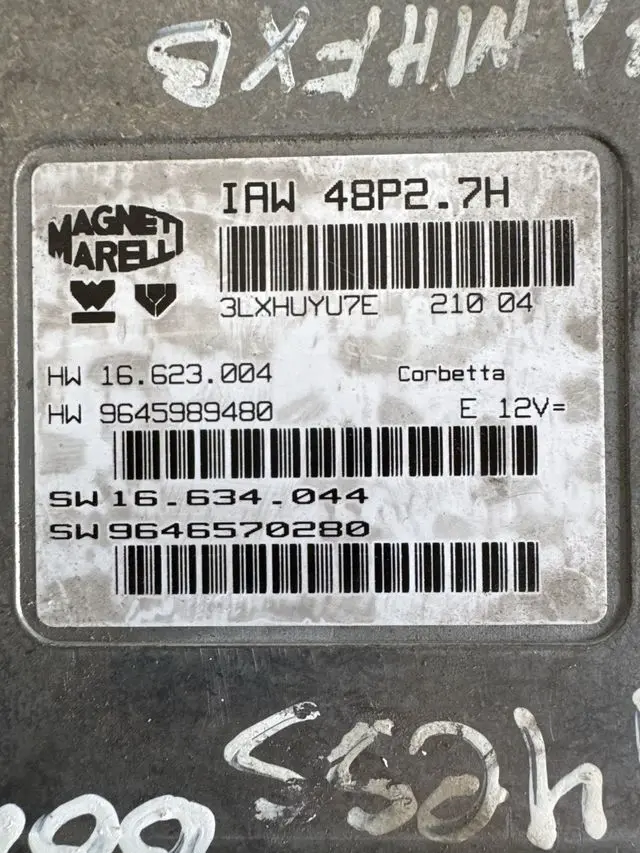 MAGNETI
MARELLI
IAW 48P2.7H
3LXHUYU7E 210 04
HW 16.623.004 Corbetta
HW 9645989480 E 12V=
SW 16.634.044
SW 9646570280